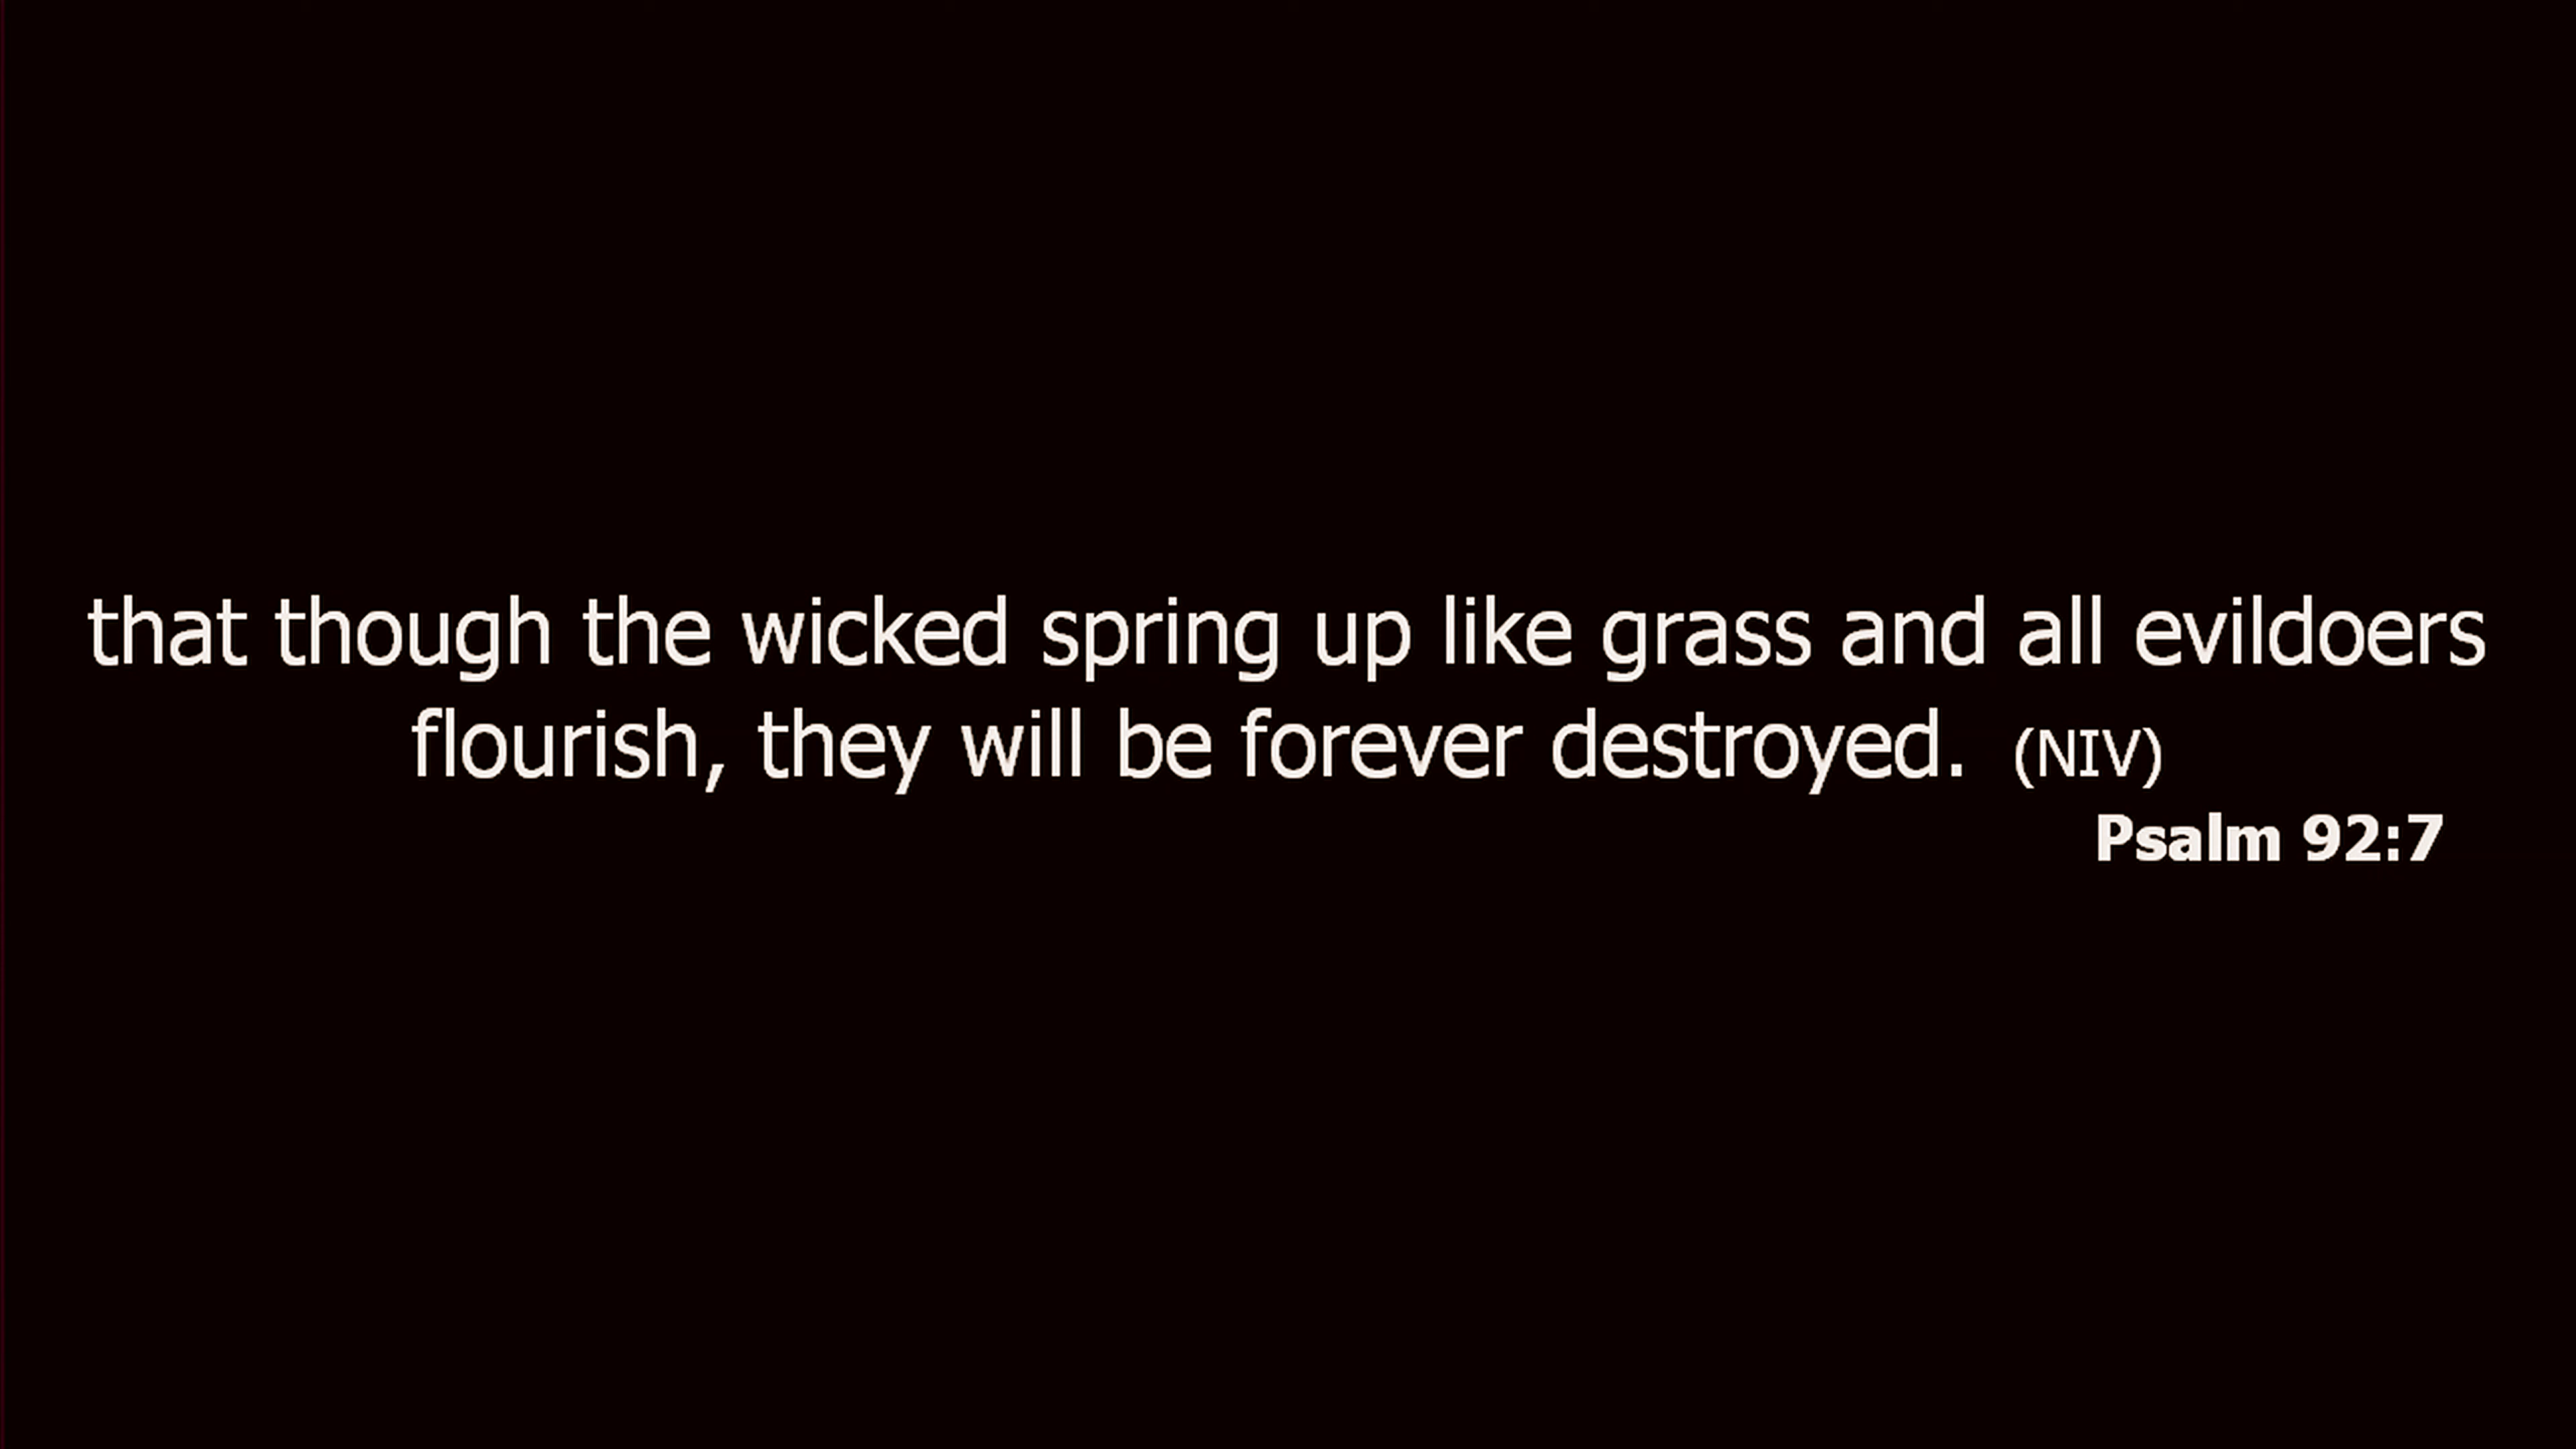 that though the wicked spring up like grass and all evildoers
flourish, they will be forever destroyed. (NIV)
Psalm 92:7